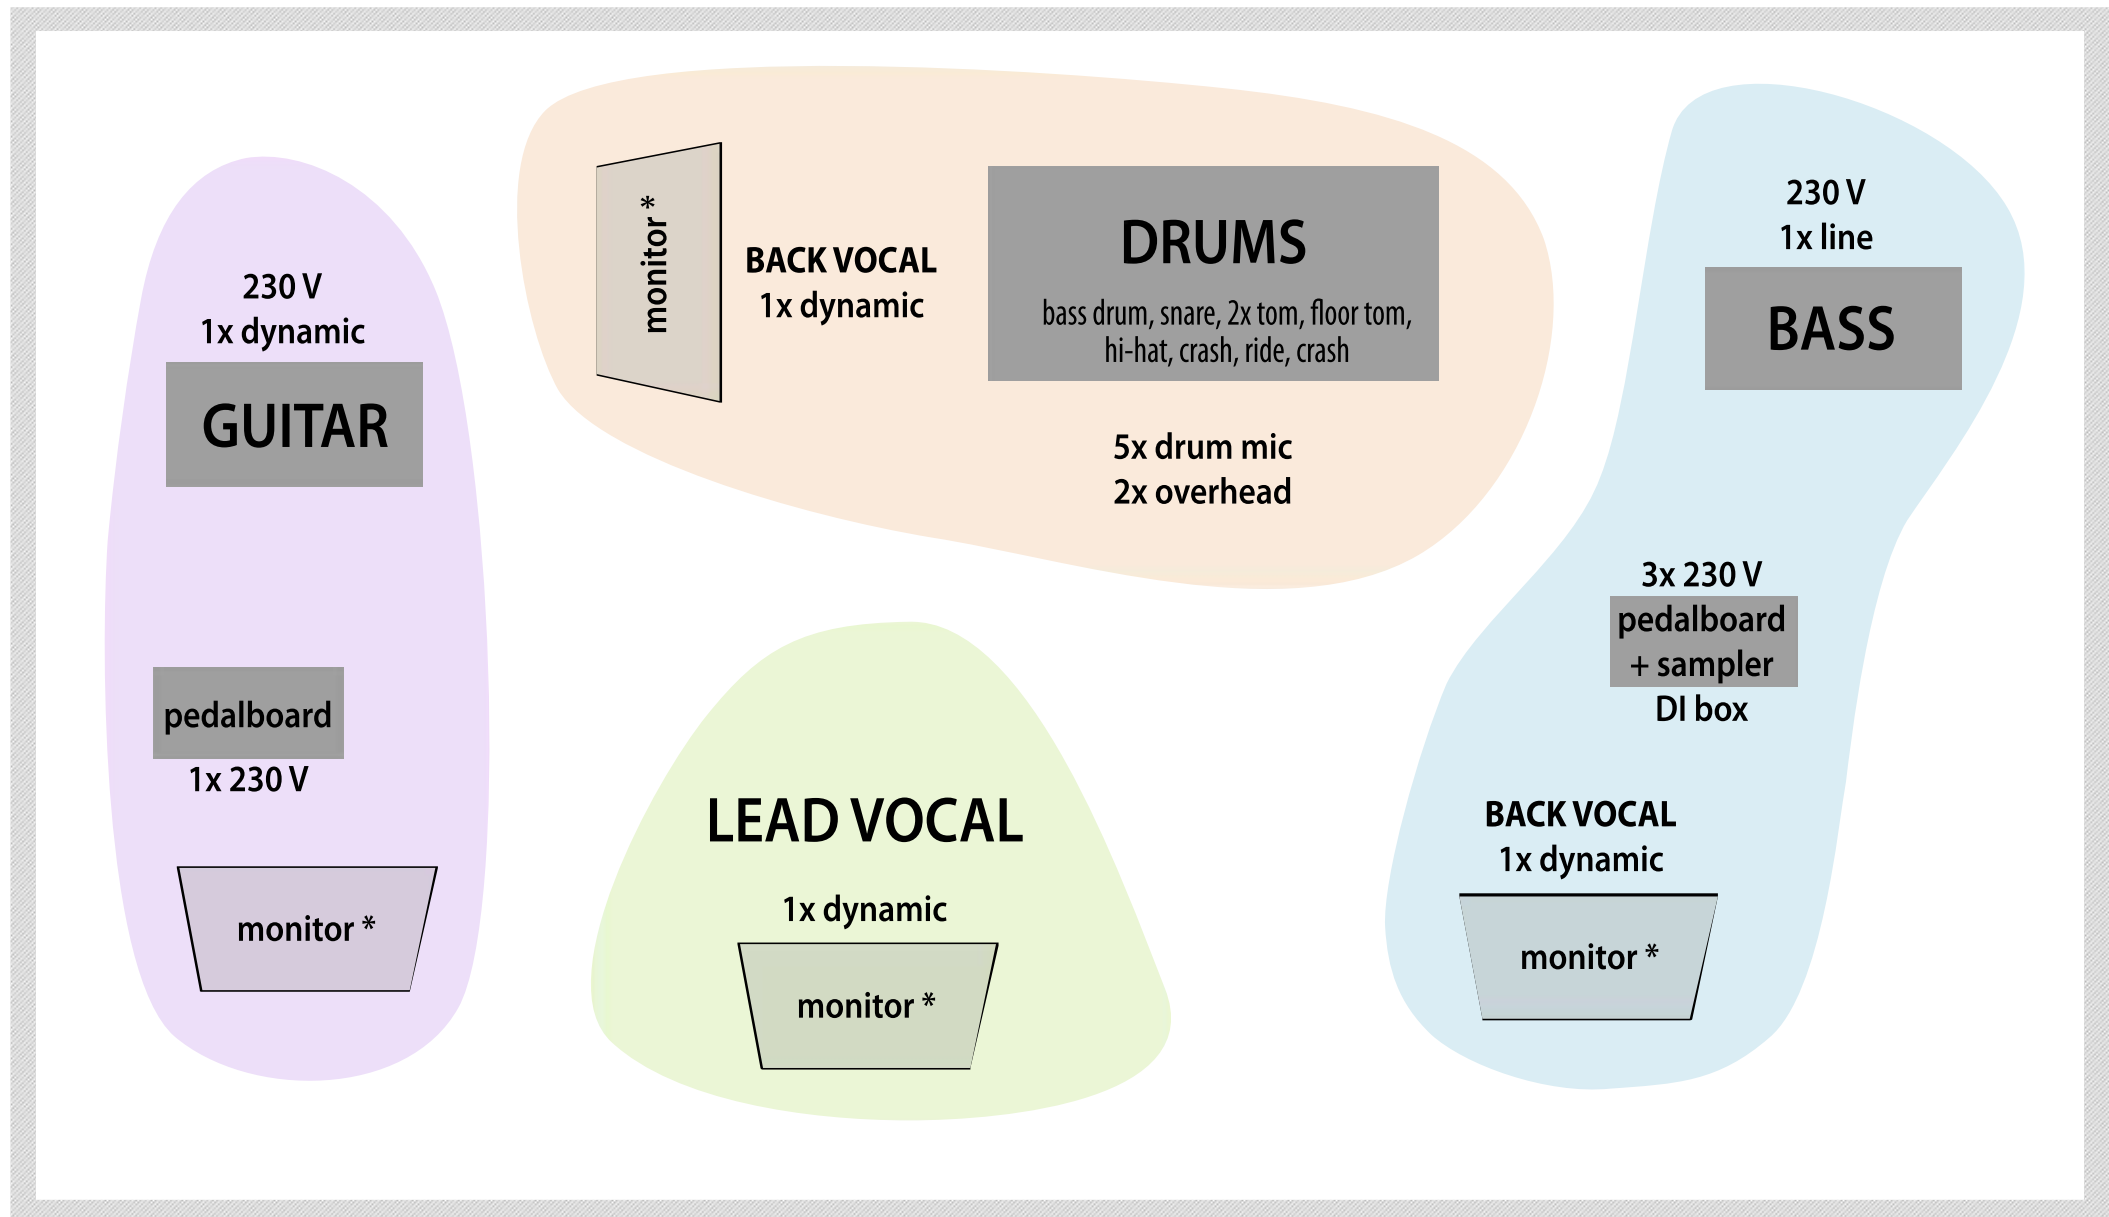 230 V
1x dynamic
GUITAR
pedalboard
1x 230 V
monitor *
monitor *
BACK VOCAL
1x dynamic
DRUMS
bass drum, snare, 2x tom, floor tom,
hi-hat, crash, ride, crash
5x drum mic
2x overhead
LEAD VOCAL
1x dynamic
monitor *
230 V
1x line
BASS
3x 230 V
pedalboard
+ sampler
DI box
BACK VOCAL
1x dynamic
monitor *